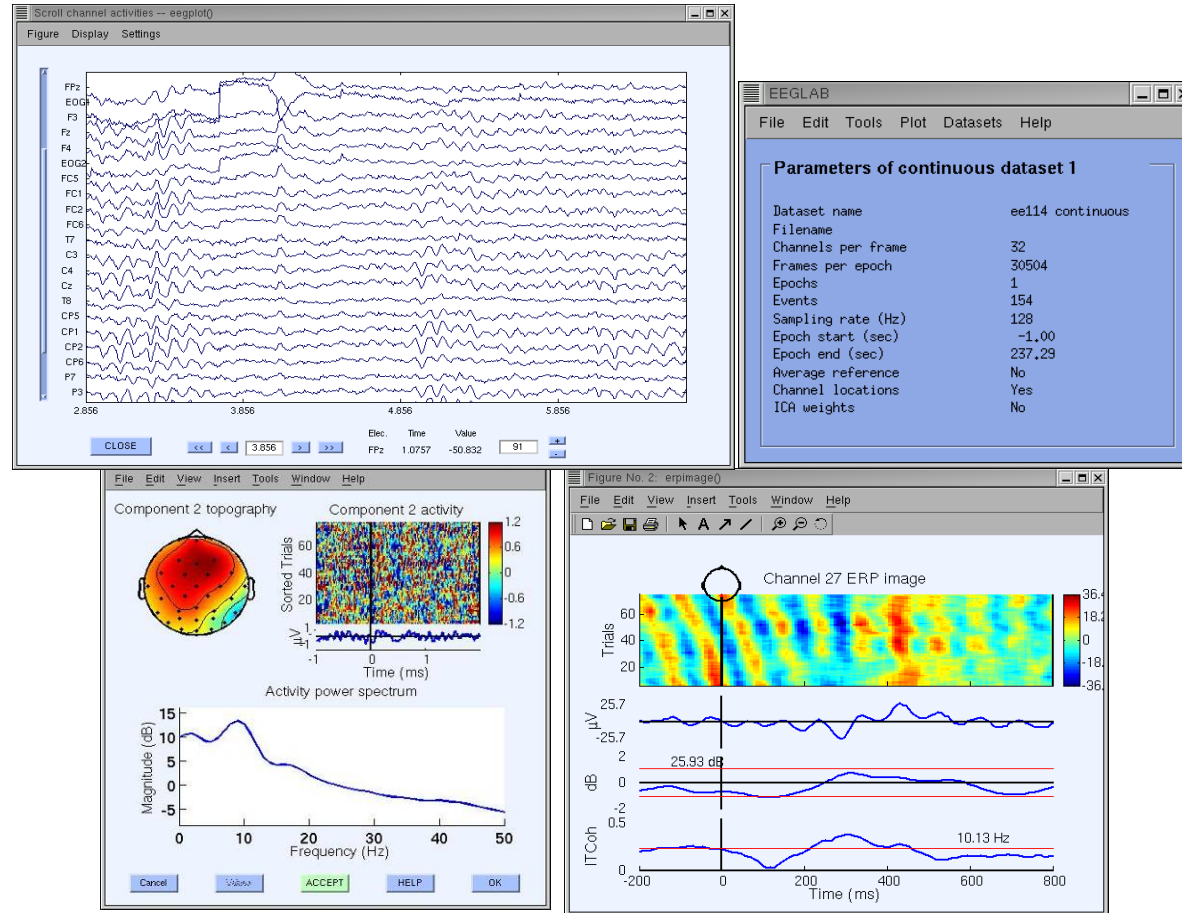 Scroll channel activities -- eegplot()
Figure Display Settings
FPz
EOG1
F3
Fz
F4
EOG2
FC5
FC1
FC2
FC6
T7
C3
C4
Cz
T8
CP5
CP1
CP2
CP6
P7
P3
2.856 3.856 4.856 5.856
Elec. Time Value
CLOSE << < 3.856 > >> FPz 1.0757 -50.832 91 + -
EEGLAB
File Edit Tools Plot Datasets Help
Parameters of continuous dataset 1
Dataset name ee114 continuous
Filename
Channels per frame 32
Frames per epoch 30504
Epochs 1
Events 154
Sampling rate (Hz) 128
Epoch start (sec) -1.00
Epoch end (sec) 237.29
Average reference No
Channel locations Yes
ICA weights No
File Edit View Insert Tools Window Help
Component 2 topography
Component 2 activity
Sorted Trials
60
40
20
0
1.2
0.6
0
-0.6
-1.2
µV
1
-1
-1 0 1
Time (ms)
Activity power spectrum
Magnitude (dB)
15
10
5
0
-5
0 10 20 30 40 50
Frequency (Hz)
Cancel Values ACCEPT HELP OK
Figure No. 2: erpimage()
File Edit View Insert Tools Window Help
A
Channel 27 ERP image
Trials
60
40
20
36.4
18.2
0
-18.
-36.
µV
25.7
-25.7
dB
2
0
-2
25.93 dB
ITCoh
0.5
0
10.13 Hz
-200 0 200 400 600 800
Time (ms)